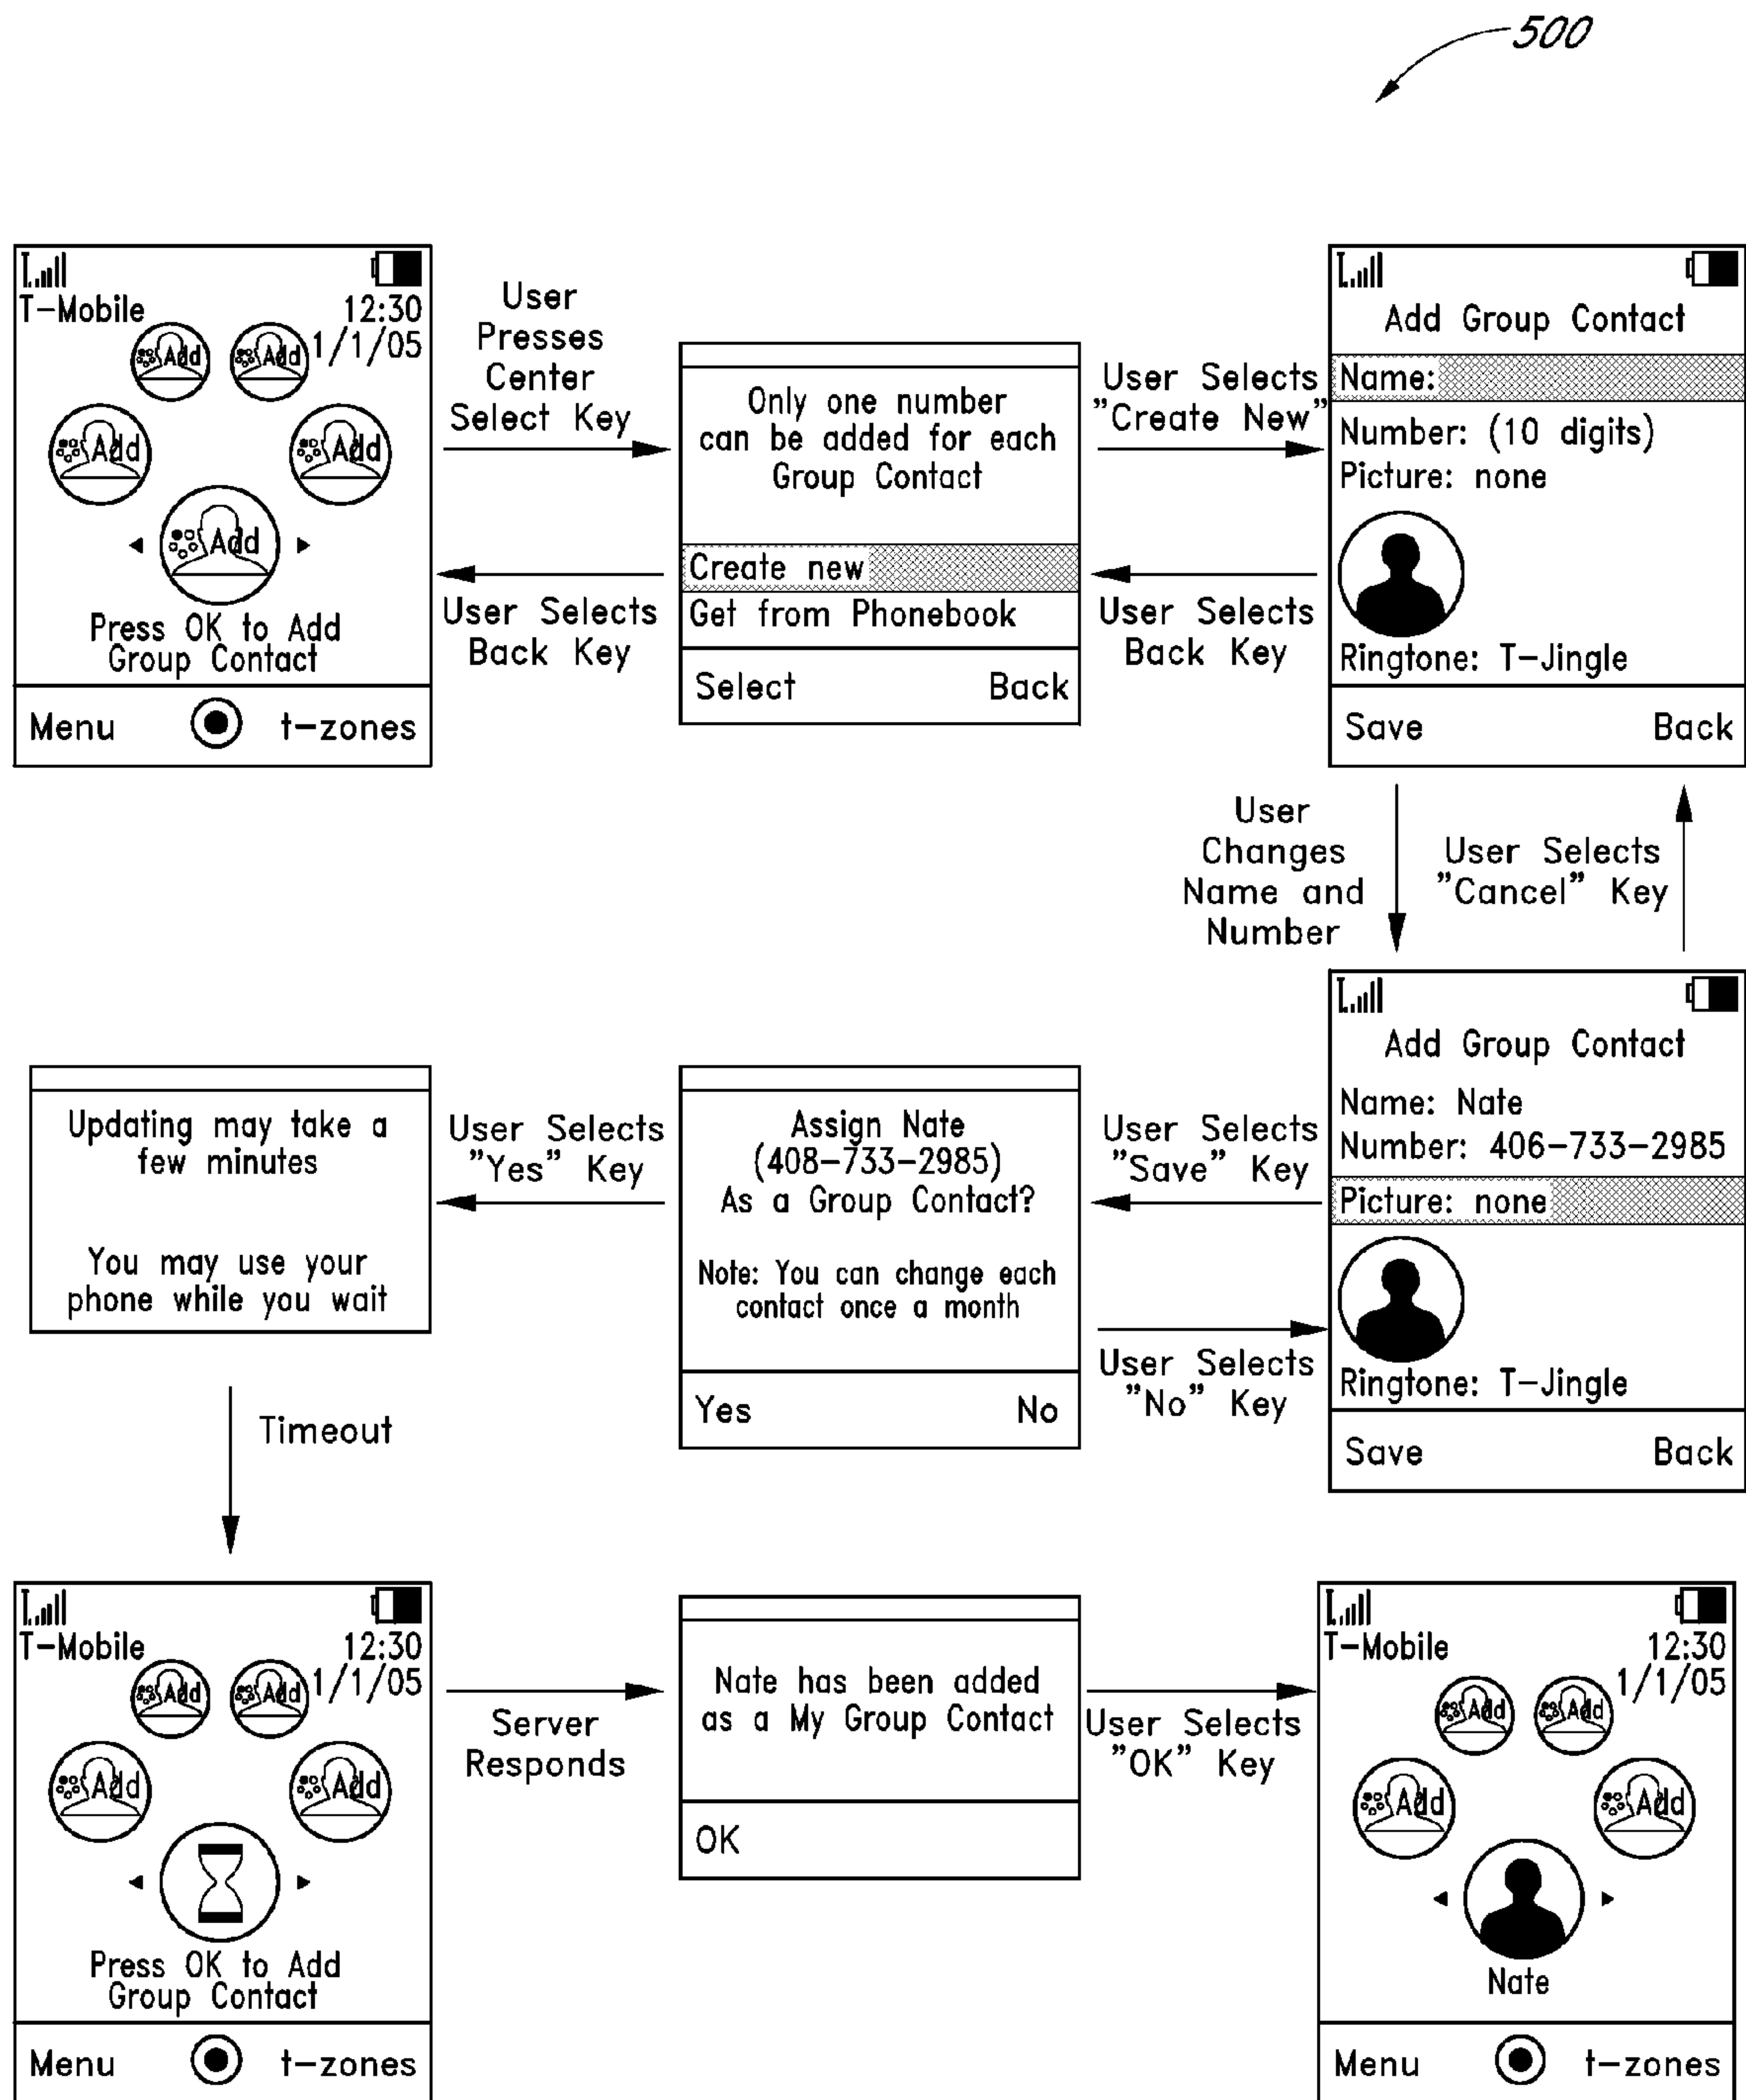 500
T-Mobile 12:30
1/1/05
Add Add
Add Add
Add
Press OK to Add
Group Contact
Menu t-zones
User
Presses
Center
Select Key
User Selects
Back Key
Only one number
can be added for each
Group Contact
Create new
Get from Phonebook
Select Back
User Selects
"Create New"
User Selects
Back Key
Add Group Contact
Name:
Number: (10 digits)
Picture: none
Ringtone: T-Jingle
Save Back
User
Changes
Name and
Number
User Selects
"Cancel" Key
Add Group Contact
Name: Nate
Number: 406-733-2985
Picture: none
Ringtone: T-Jingle
Save Back
User Selects
"Save" Key
User Selects
"No" Key
Assign Nate
(408-733-2985)
As a Group Contact?
Note: You can change each
contact once a month
Yes No
User Selects
"Yes" Key
Updating may take a
few minutes
You may use your
phone while you wait
Timeout
T-Mobile 12:30
1/1/05
Add Add
Add Add
Press OK to Add
Group Contact
Menu t-zones
Server
Responds
Nate has been added
as a My Group Contact
OK
User Selects
"OK" Key
T-Mobile 12:30
1/1/05
Add Add
Add Add
Nate
Menu t-zones